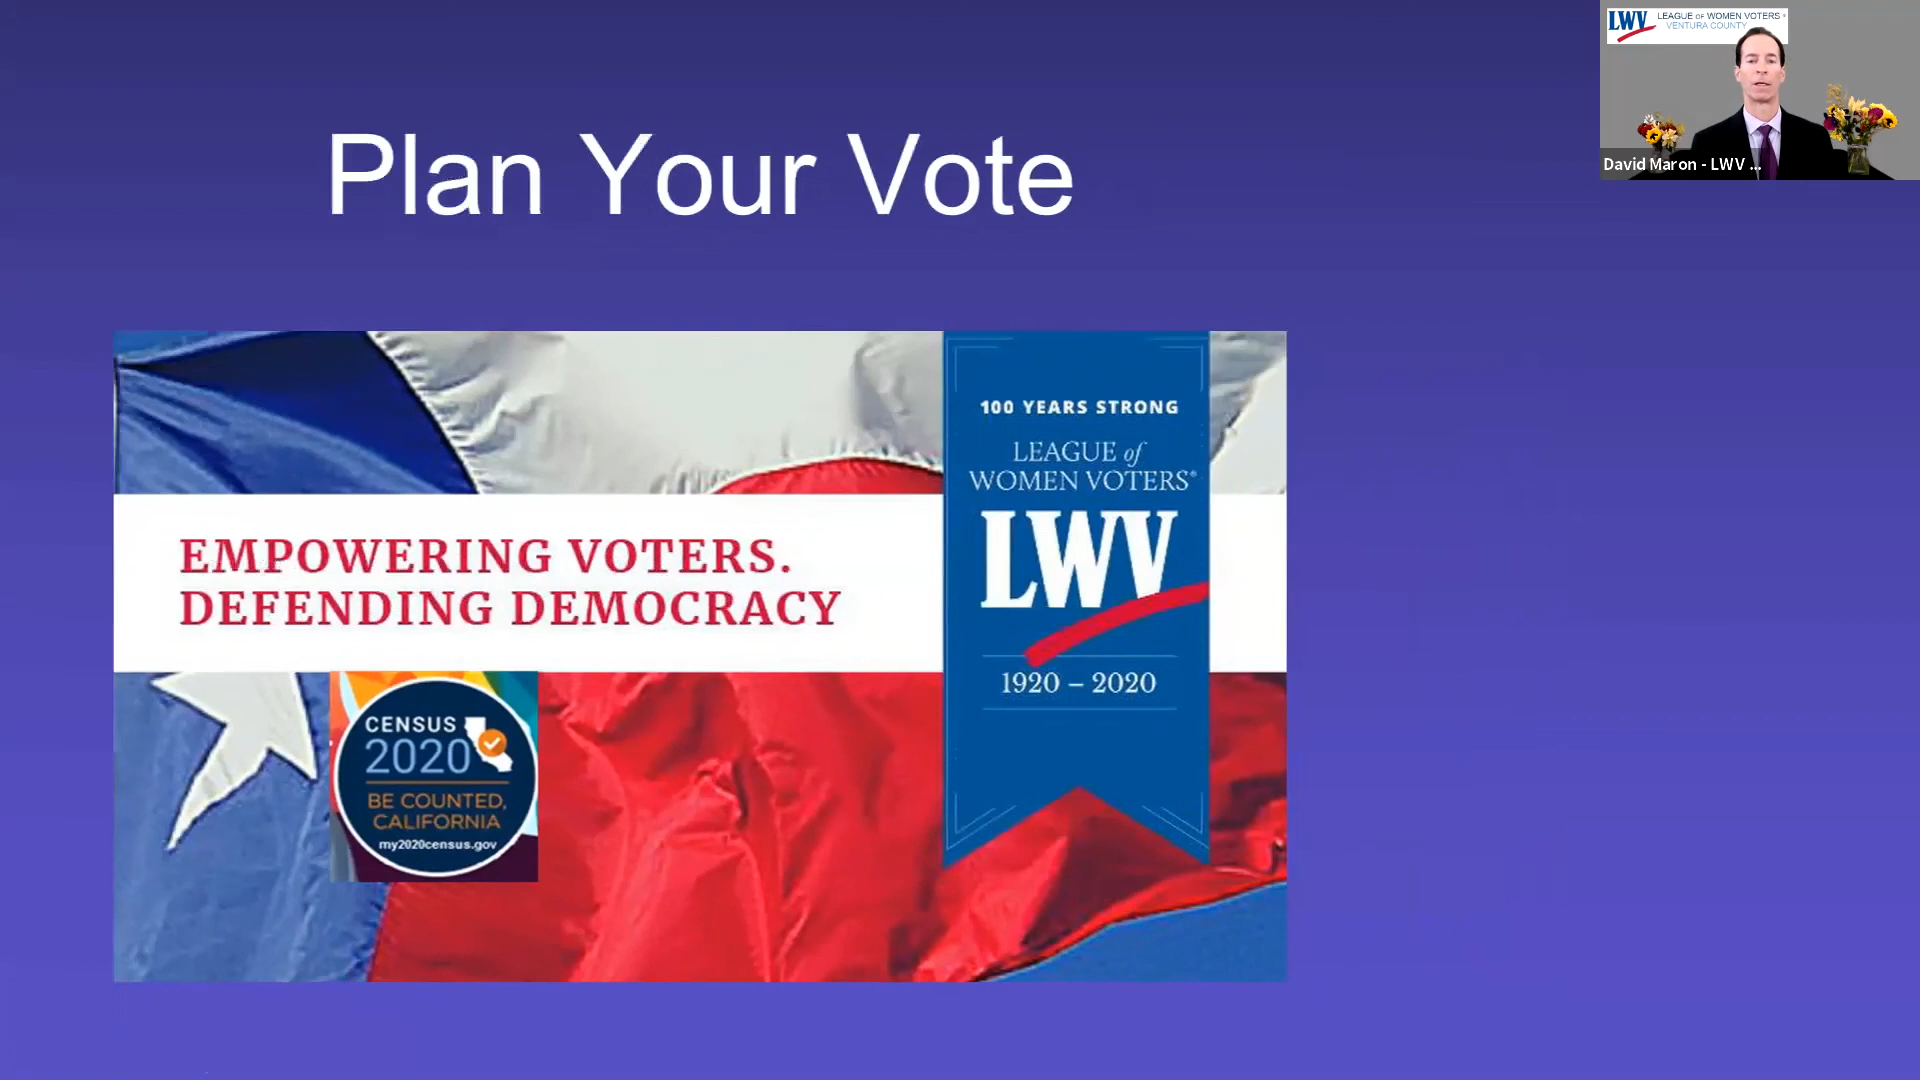 Plan Your Vote
LWV LEAGUE OF WOMEN VOTERS®
VENTURA COUNTY
David Maron - LWV ...
100 YEARS STRONG
LEAGUE of
WOMEN VOTERS®
LWV
1920 – 2020
EMPOWERING VOTERS.
DEFENDING DEMOCRACY
CENSUS
2020
BE COUNTED,
CALIFORNIA
my2020census.gov